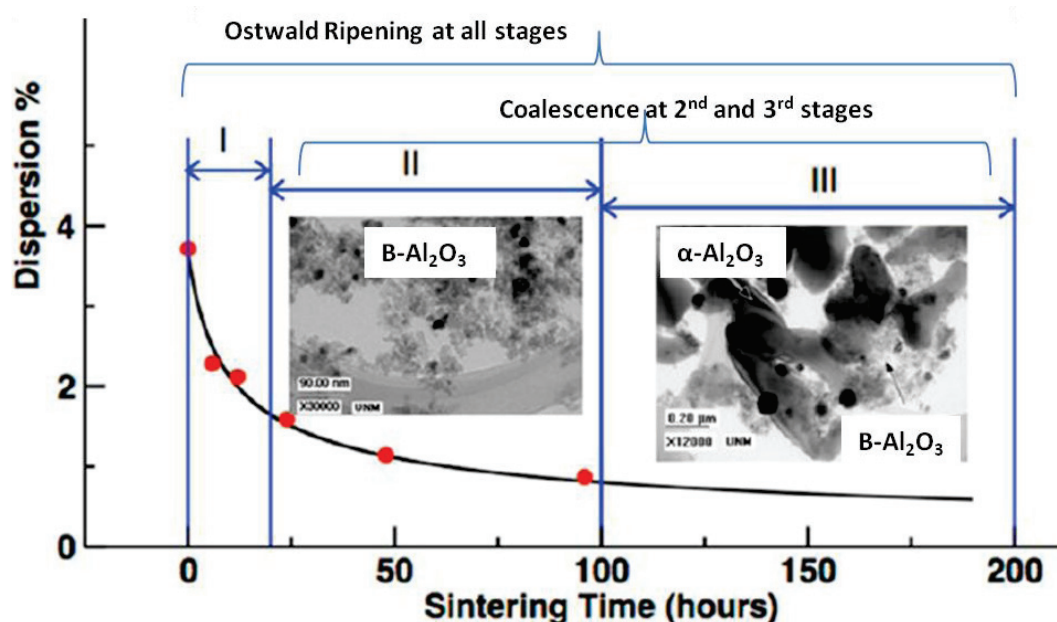 Ostwald Ripening at all stages
Coalescence at 2nd and 3rd stages
I
II
III
Dispersion %
4
2
0
B-Al₂O₃
90.00 nm
X30000 UNM
α-Al₂O₃
0.20 µm
X12000 UNM
B-Al₂O₃
0 50 100 150 200
Sintering Time (hours)